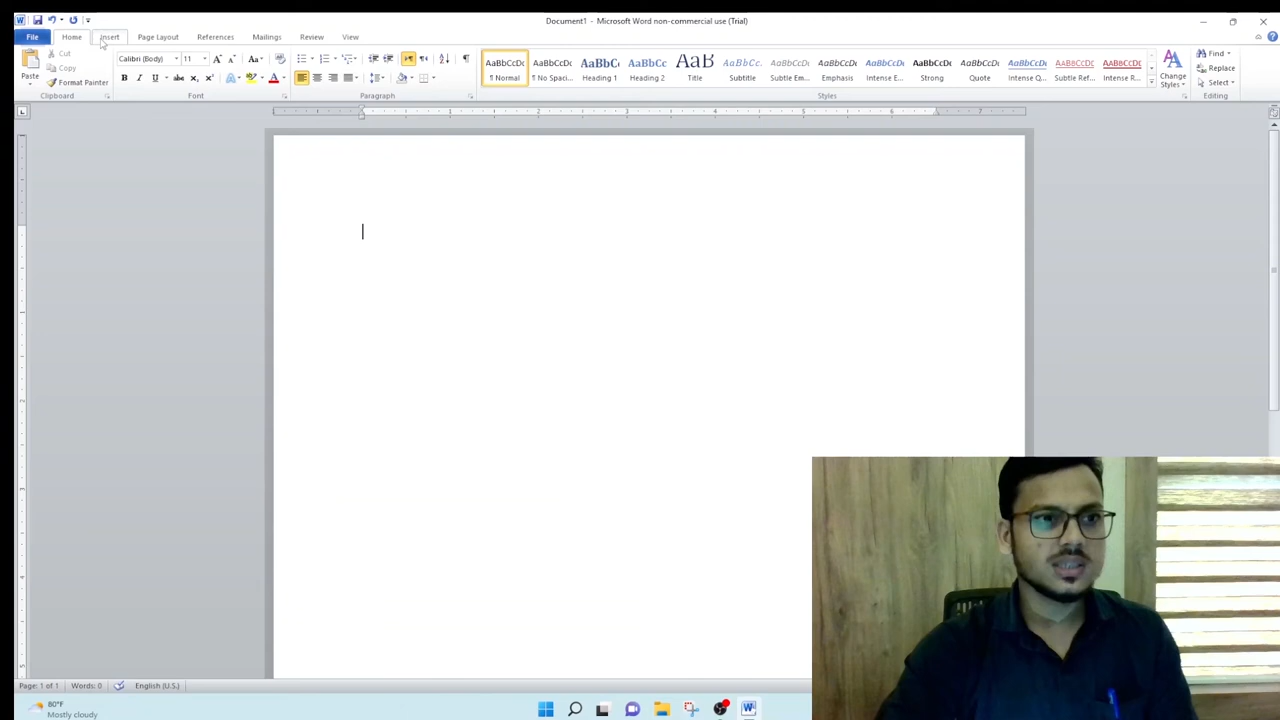 Document1 - Microsoft Word non-commercial use (Trial)
File Home Insert Page Layout References Mailings Review View
Paste
Cut
Copy
Format Painter
Clipboard
Calibri (Body) 11
Font
Paragraph
AaBbCcDc AaBbCcDc AaBbC( AaBbCc AaB AaBbCc. AaBbCcDc AaBbCcDc AaBbCcDc AaBbCcDc AaBbCcDc AaBbCcDc AaBbCcDc
¶ Normal ¶ No Spaci... Heading 1 Heading 2 Title Subtitle Subtle Em... Emphasis Intense E... Strong Quote Intense Q... Subtle Ref... Intense R...
Styles
Change
Styles
Find
Replace
Select
Editing
Page: 1 of 1 Words: 0 English (U.S.)
80°F
Mostly cloudy